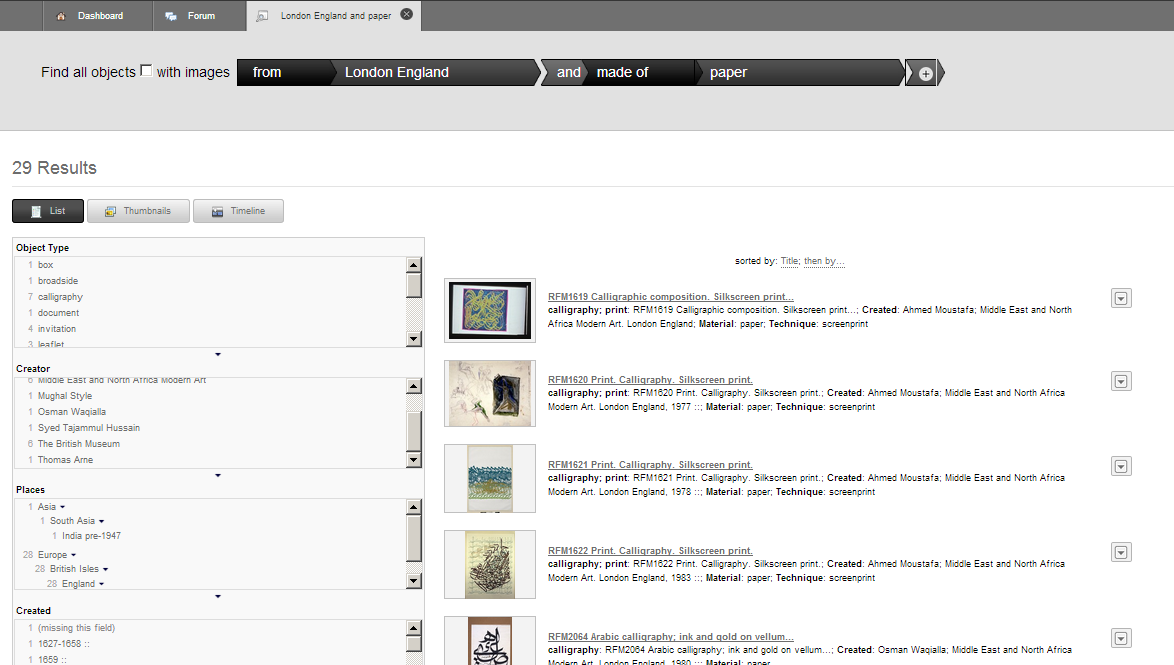 Dashboard
Forum
London England and paper
Find all objects with images from London England and made of paper
29 Results
List
Thumbnails
Timeline
Object Type
1 box
1 broadside
7 calligraphy
1 document
4 invitation
3 leaflet
Creator
6 Middle East and North Africa Modern Art
1 Mughal Style
1 Osman Waqialla
1 Syed Tajammul Hussain
6 The British Museum
1 Thomas Arne
Places
1 Asia
1 South Asia
1 India pre-1947
28 Europe
28 British Isles
28 England
Created
1 (missing this field)
1 1627-1658 ::
1 1659 ::
sorted by: Title; then by...
RFM1619 Calligraphic composition. Silkscreen print...
calligraphy; print: RFM1619 Calligraphic composition. Silkscreen print...; Created: Ahmed Moustafa; Middle East and North
Africa Modern Art. London England; Material: paper; Technique: screenprint
RFM1620 Print. Calligraphy. Silkscreen print.
calligraphy; print: RFM1620 Print. Calligraphy. Silkscreen print.; Created: Ahmed Moustafa; Middle East and North Africa
Modern Art. London England, 1977 ::; Material: paper; Technique: screenprint
RFM1621 Print. Calligraphy. Silkscreen print.
calligraphy; print: RFM1621 Print. Calligraphy. Silkscreen print.; Created: Ahmed Moustafa; Middle East and North Africa
Modern Art. London England, 1978 ::; Material: paper; Technique: screenprint
RFM1622 Print. Calligraphy. Silkscreen print.
calligraphy; print: RFM1622 Print. Calligraphy. Silkscreen print.; Created: Ahmed Moustafa; Middle East and North Africa
Modern Art. London England, 1983 ::; Material: paper; Technique: screenprint
RFM2064 Arabic calligraphy; ink and gold on vellum...
calligraphy: RFM2064 Arabic calligraphy; ink and gold on vellum...; Created: Osman Waqialla; Middle East and North Africa
Modern Art. London England, 1980 ::; Material: paper